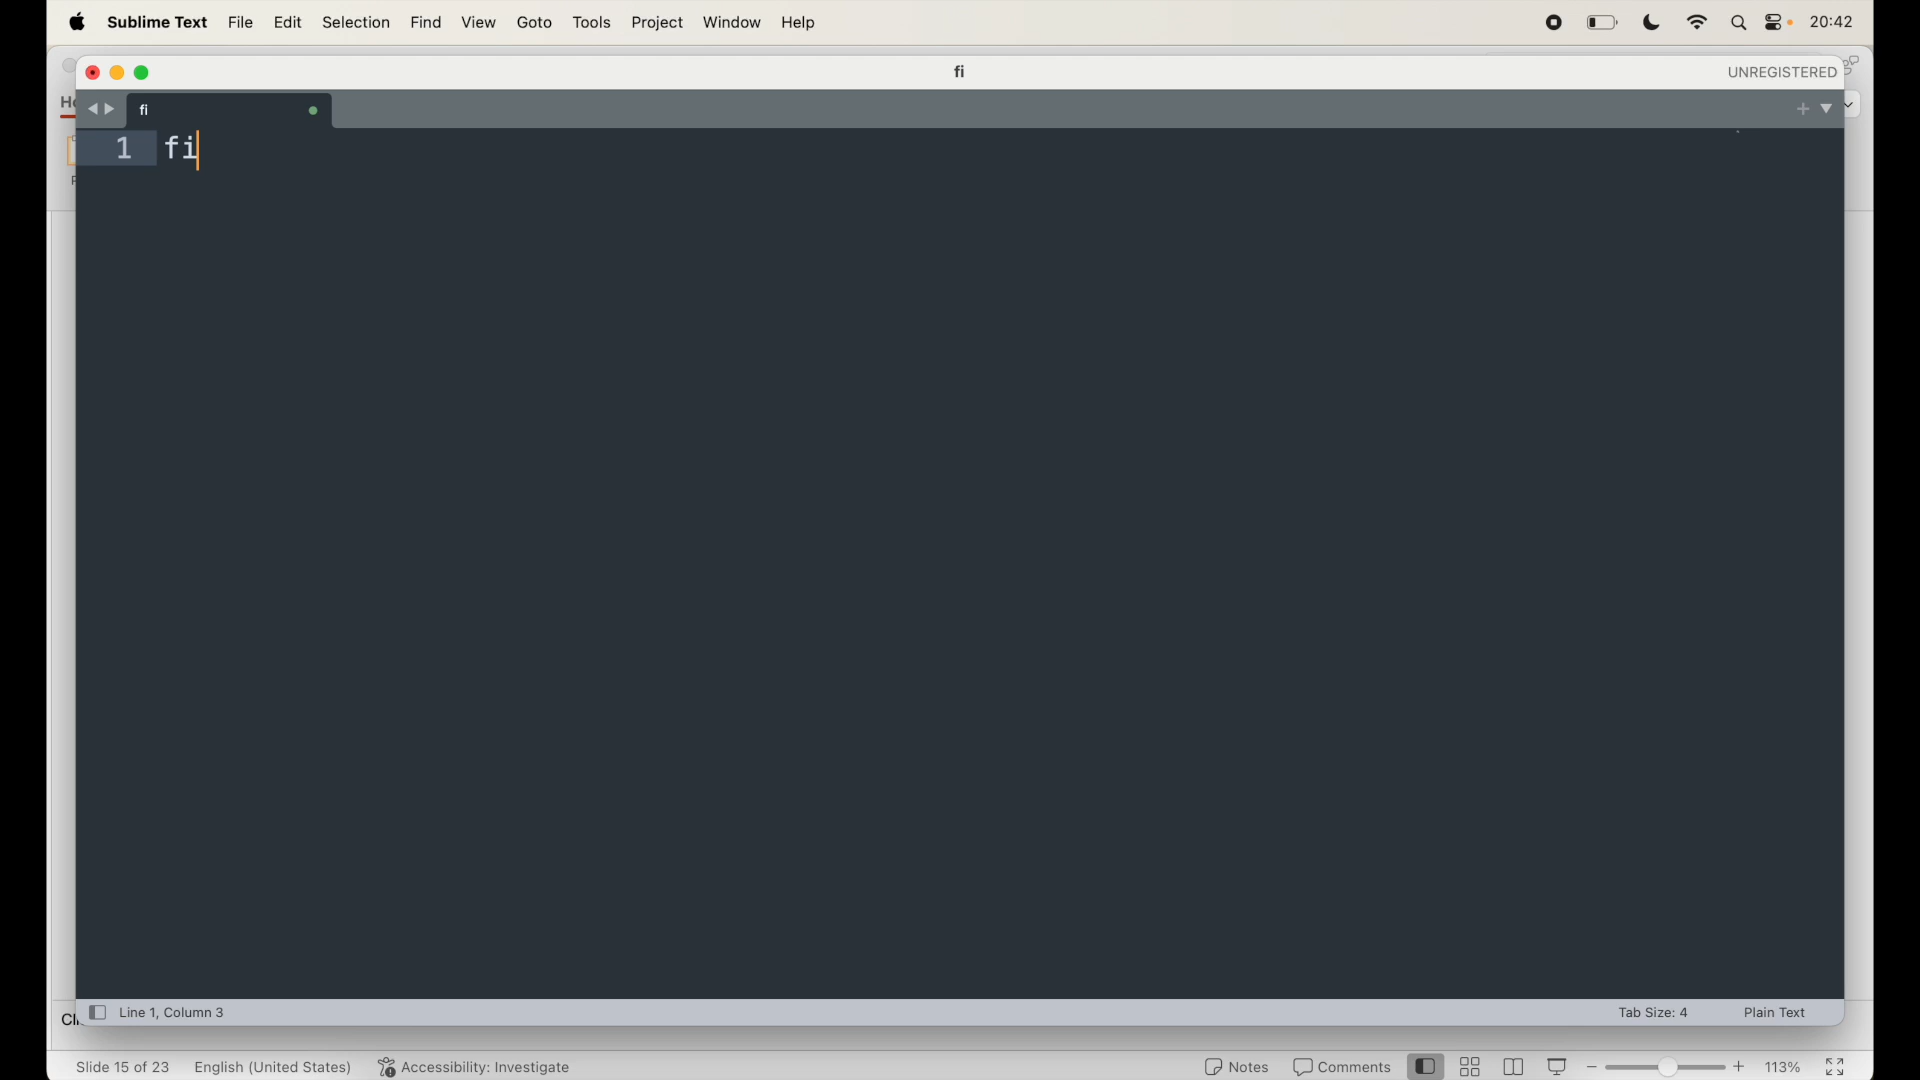 Sublime Text File Edit Selection Find View Goto Tools Project Window Help 20:42
fi UNREGISTERED
fi
1 fi
Line 1, Column 3 Tab Size: 4 Plain Text
Slide 15 of 23 English (United States) Accessibility: Investigate Notes Comments 113%